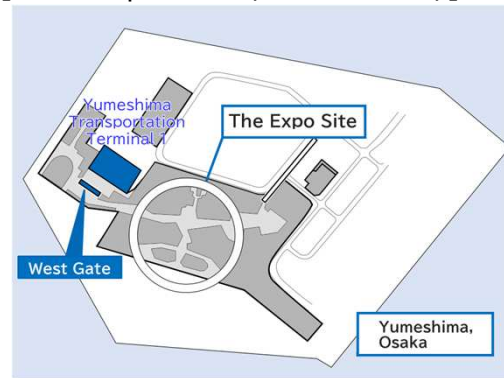 Yumeshima
Transportation
Terminal 1
The Expo Site
West Gate
Yumeshima,
Osaka